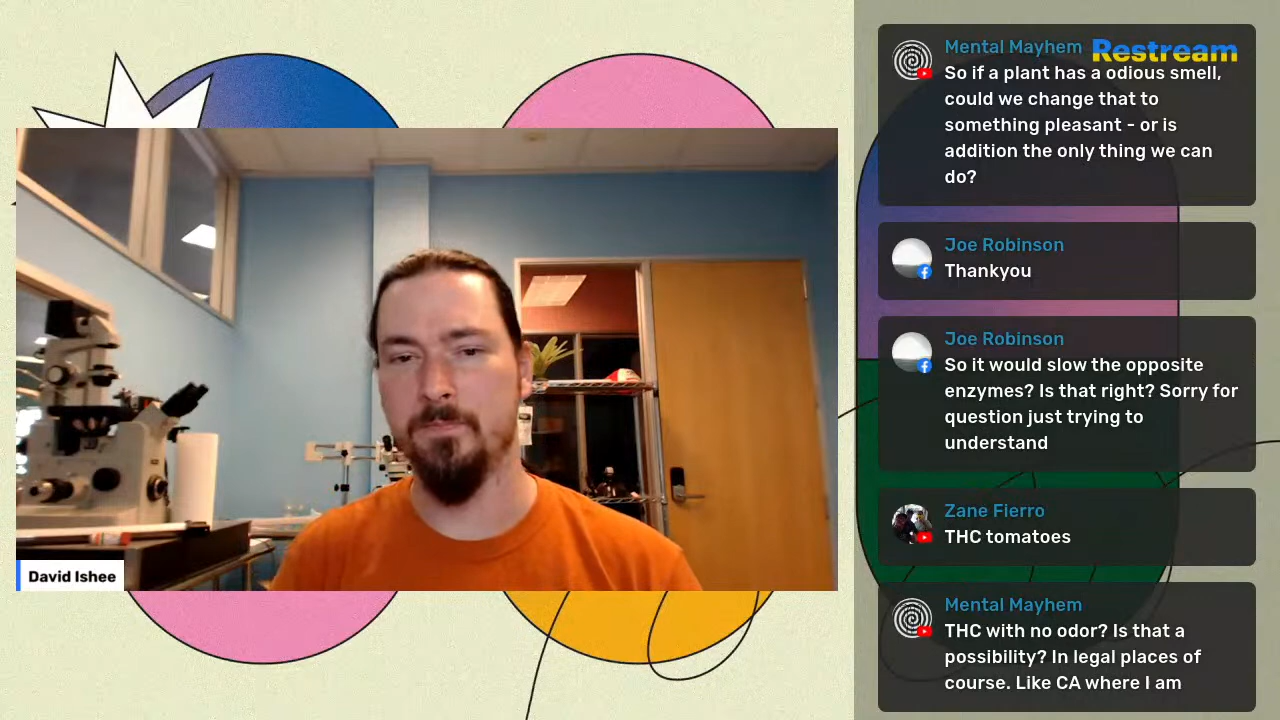 Mental Mayhem
Restream
So if a plant has a odious smell,
could we change that to
something pleasant - or is
addition the only thing we can
do?
Joe Robinson
Thankyou
Joe Robinson
So it would slow the opposite
enzymes? Is that right? Sorry for
question just trying to
understand
Zane Fierro
THC tomatoes
Mental Mayhem
THC with no odor? Is that a
possibility? In legal places of
course. Like CA where I am
David Ishee